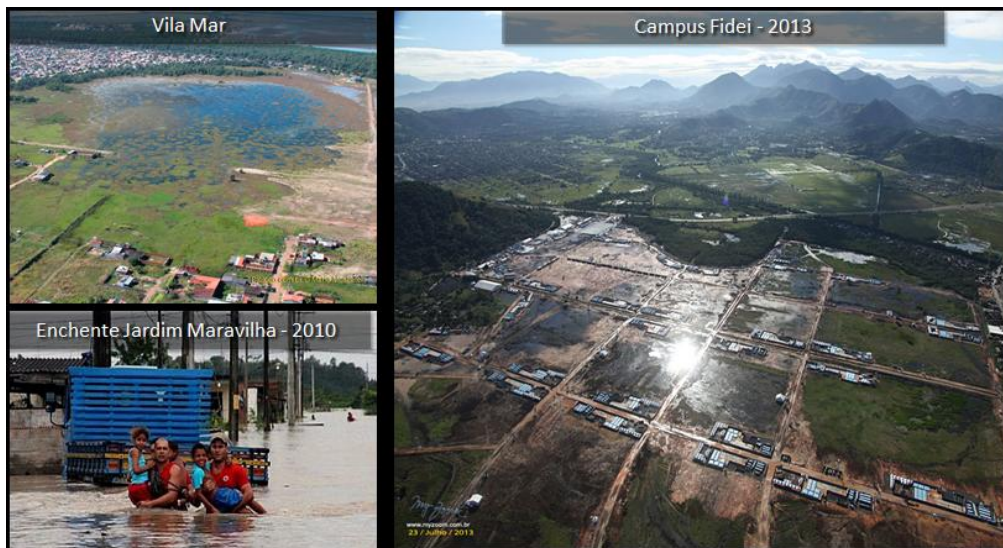 Vila Mar
Campus Fidei - 2013
Enchente Jardim Maravilha - 2010
www.myzoom.com.br
23 / Julho / 2013